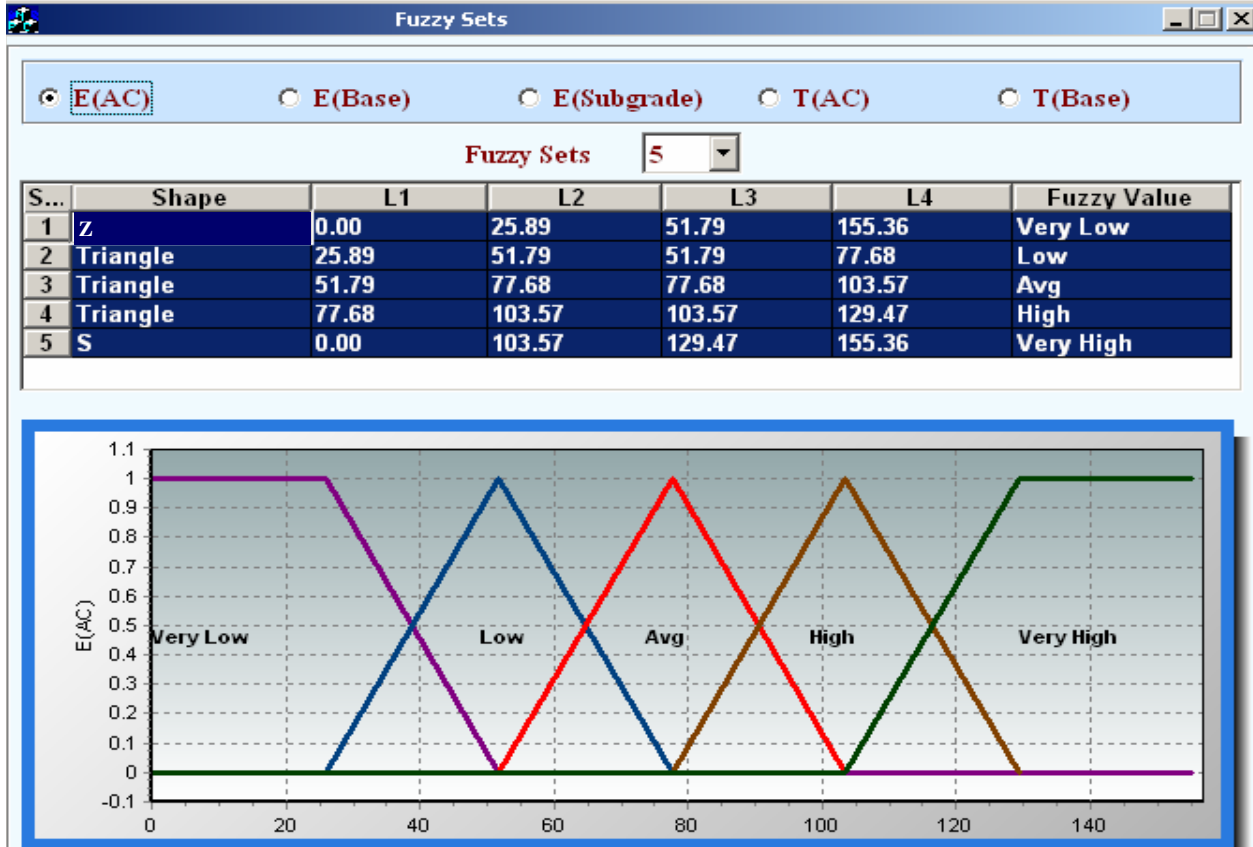 Fuzzy Sets
E(AC) E(Base) E(Subgrade) T(AC) T(Base)
Fuzzy Sets 5
S... Shape L1 L2 L3 L4 Fuzzy Value
1 Z 0.00 25.89 51.79 155.36 Very Low
2 Triangle 25.89 51.79 51.79 77.68 Low
3 Triangle 51.79 77.68 77.68 103.57 Avg
4 Triangle 77.68 103.57 103.57 129.47 High
5 S 0.00 103.57 129.47 155.36 Very High
1.1
1
0.9
0.8
0.7
0.6
0.5
0.4
0.3
0.2
0.1
0
-0.1
E(AC)
Very Low Low Avg High Very High
0 20 40 60 80 100 120 140